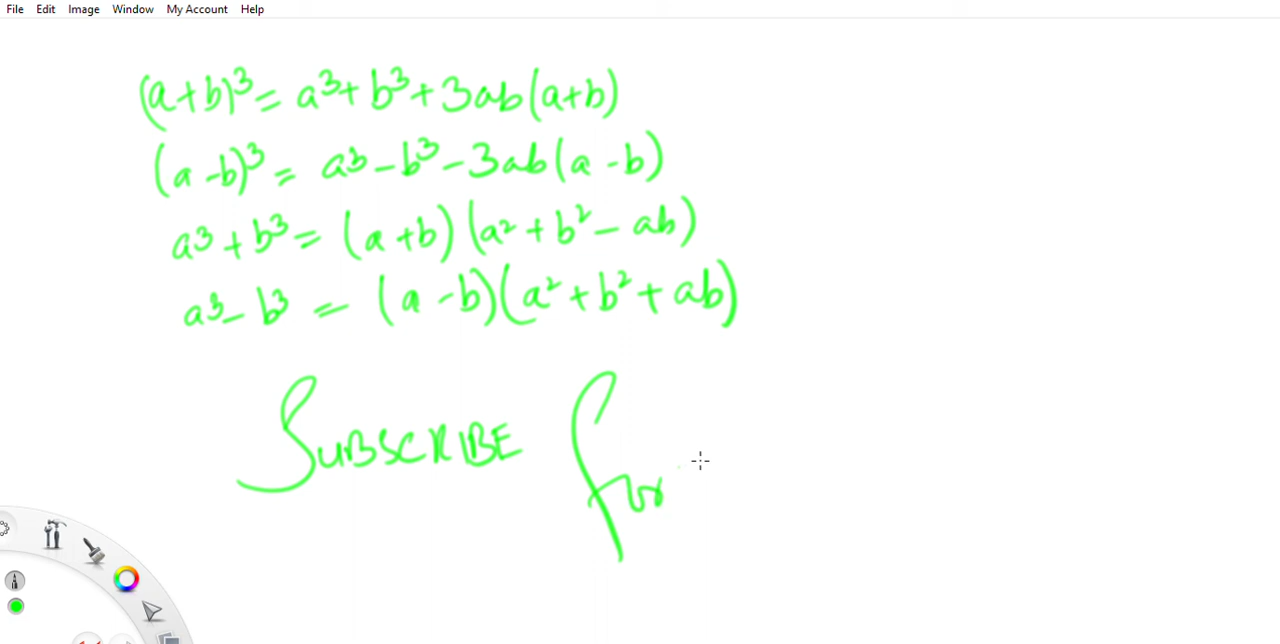 File Edit Image Window My Account Help
(a+b)³ = a³+b³+3ab(a+b)
(a-b)³ = a³-b³-3ab(a-b)
a³+b³ = (a+b)(a²+b²-ab)
a³-b³ = (a-b)(a²+b²+ab)
SUBSCRIBE for